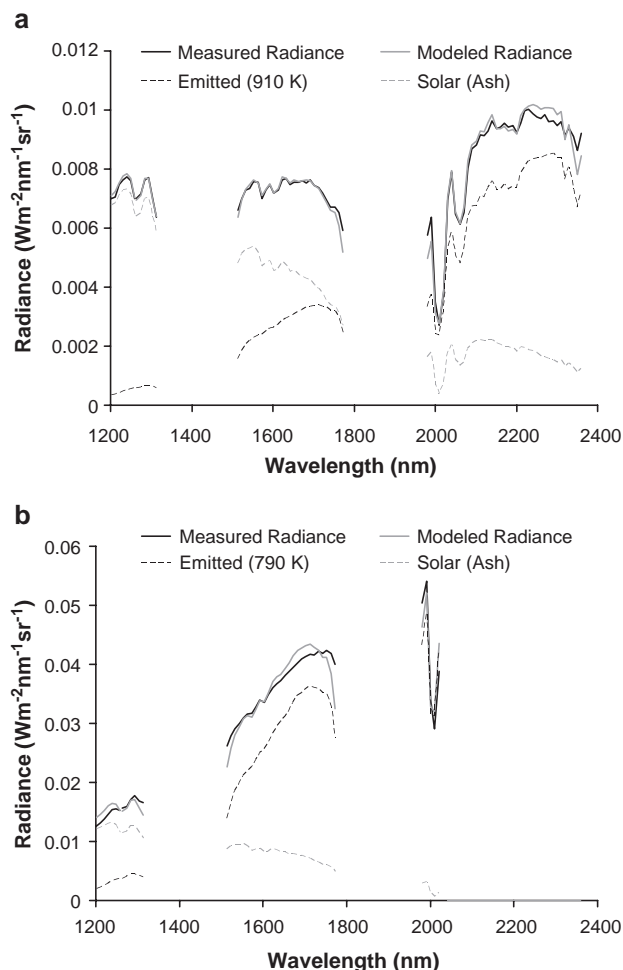 a
0.012
Measured Radiance
Modeled Radiance
Emitted (910 K)
Solar (Ash)
0.01
0.008
0.006
0.004
0.002
0
Radiance (Wm-2nm-1sr-1)
1200 1400 1600 1800 2000 2200 2400
Wavelength (nm)
b
Measured Radiance
Modeled Radiance
Emitted (790 K)
Solar (Ash)
0.06
0.05
0.04
0.03
0.02
0.01
0
Radiance (Wm-2nm-1sr-1)
1200 1400 1600 1800 2000 2200 2400
Wavelength (nm)